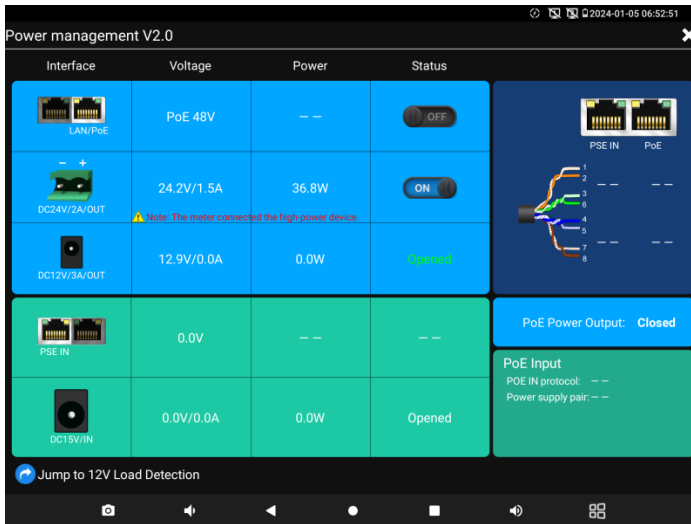 2024-01-05 06:52:51
Power management V2.0
Interface Voltage Power Status
LAN/PoE PoE 48V – – OFF
– +
DC24V/2A/OUT 24.2V/1.5A 36.8W ON
Note: The meter connected the high-power device.
DC12V/3A/OUT 12.9V/0.0A 0.0W Opened
PSE IN 0.0V – – – –
DC15V/IN 0.0V/0.0A 0.0W Opened
PSE IN PoE
1
2
3
6
4
5
7
8
– – – –
– – – –
PoE Power Output: Closed
PoE Input
POE IN protocol: – –
Power supply pair: – –
Jump to 12V Load Detection